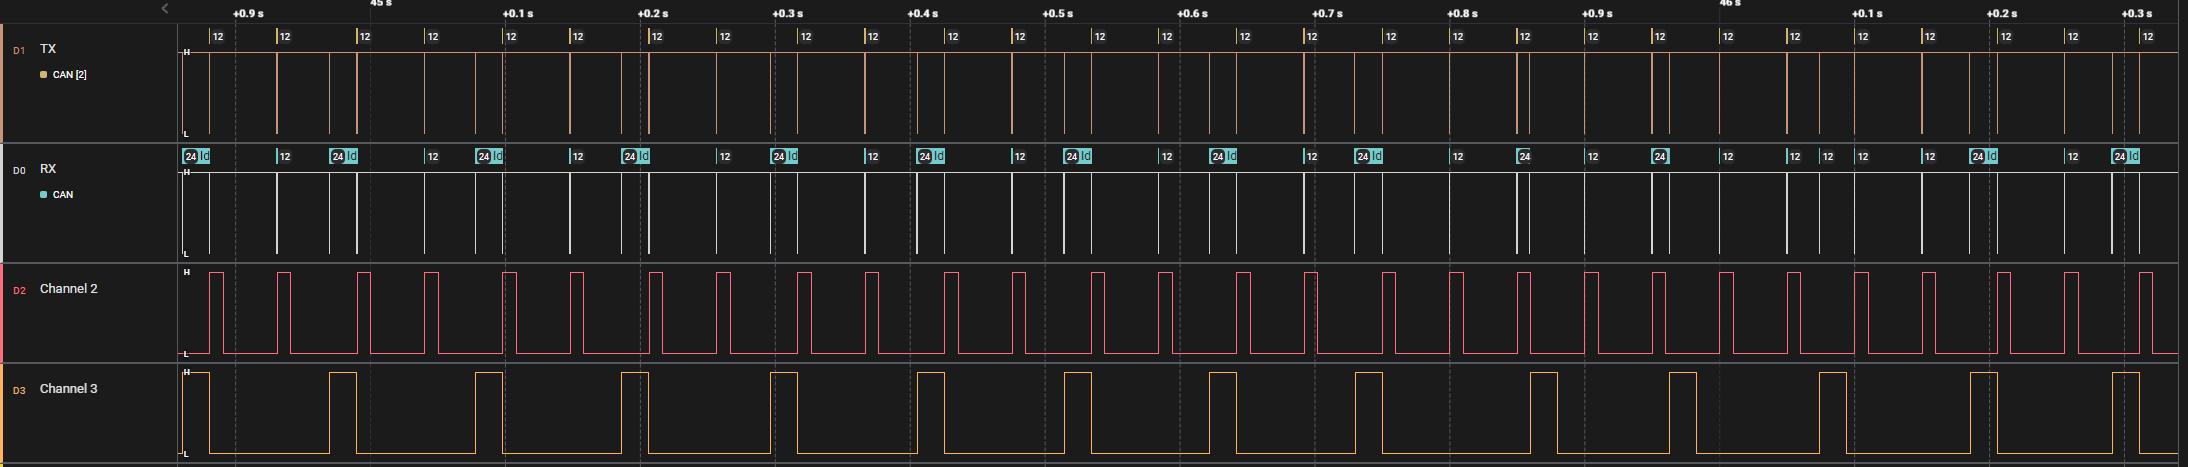 45 s 46 s
+0.9 s +0.1 s +0.2 s +0.3 s +0.4 s +0.5 s +0.6 s +0.7 s +0.8 s +0.9 s +0.1 s +0.2 s +0.3 s
12 12 12 12 12 12 12 12 12 12 12 12 12 12 12 12 12 12 12 12 12 12 12 12 12 12 12 12
D1 TX H
CAN [2]
L
24 Id 12 24 Id 12 24 Id 12 24 Id 12 24 Id 12 24 Id 12 24 Id 12 24 Id 12 24 Id 12 24 12 24 12 12 12 12 12 24 Id 12 24 Id
D0 RX H
CAN
L
H
D2 Channel 2
L
H
D3 Channel 3
L